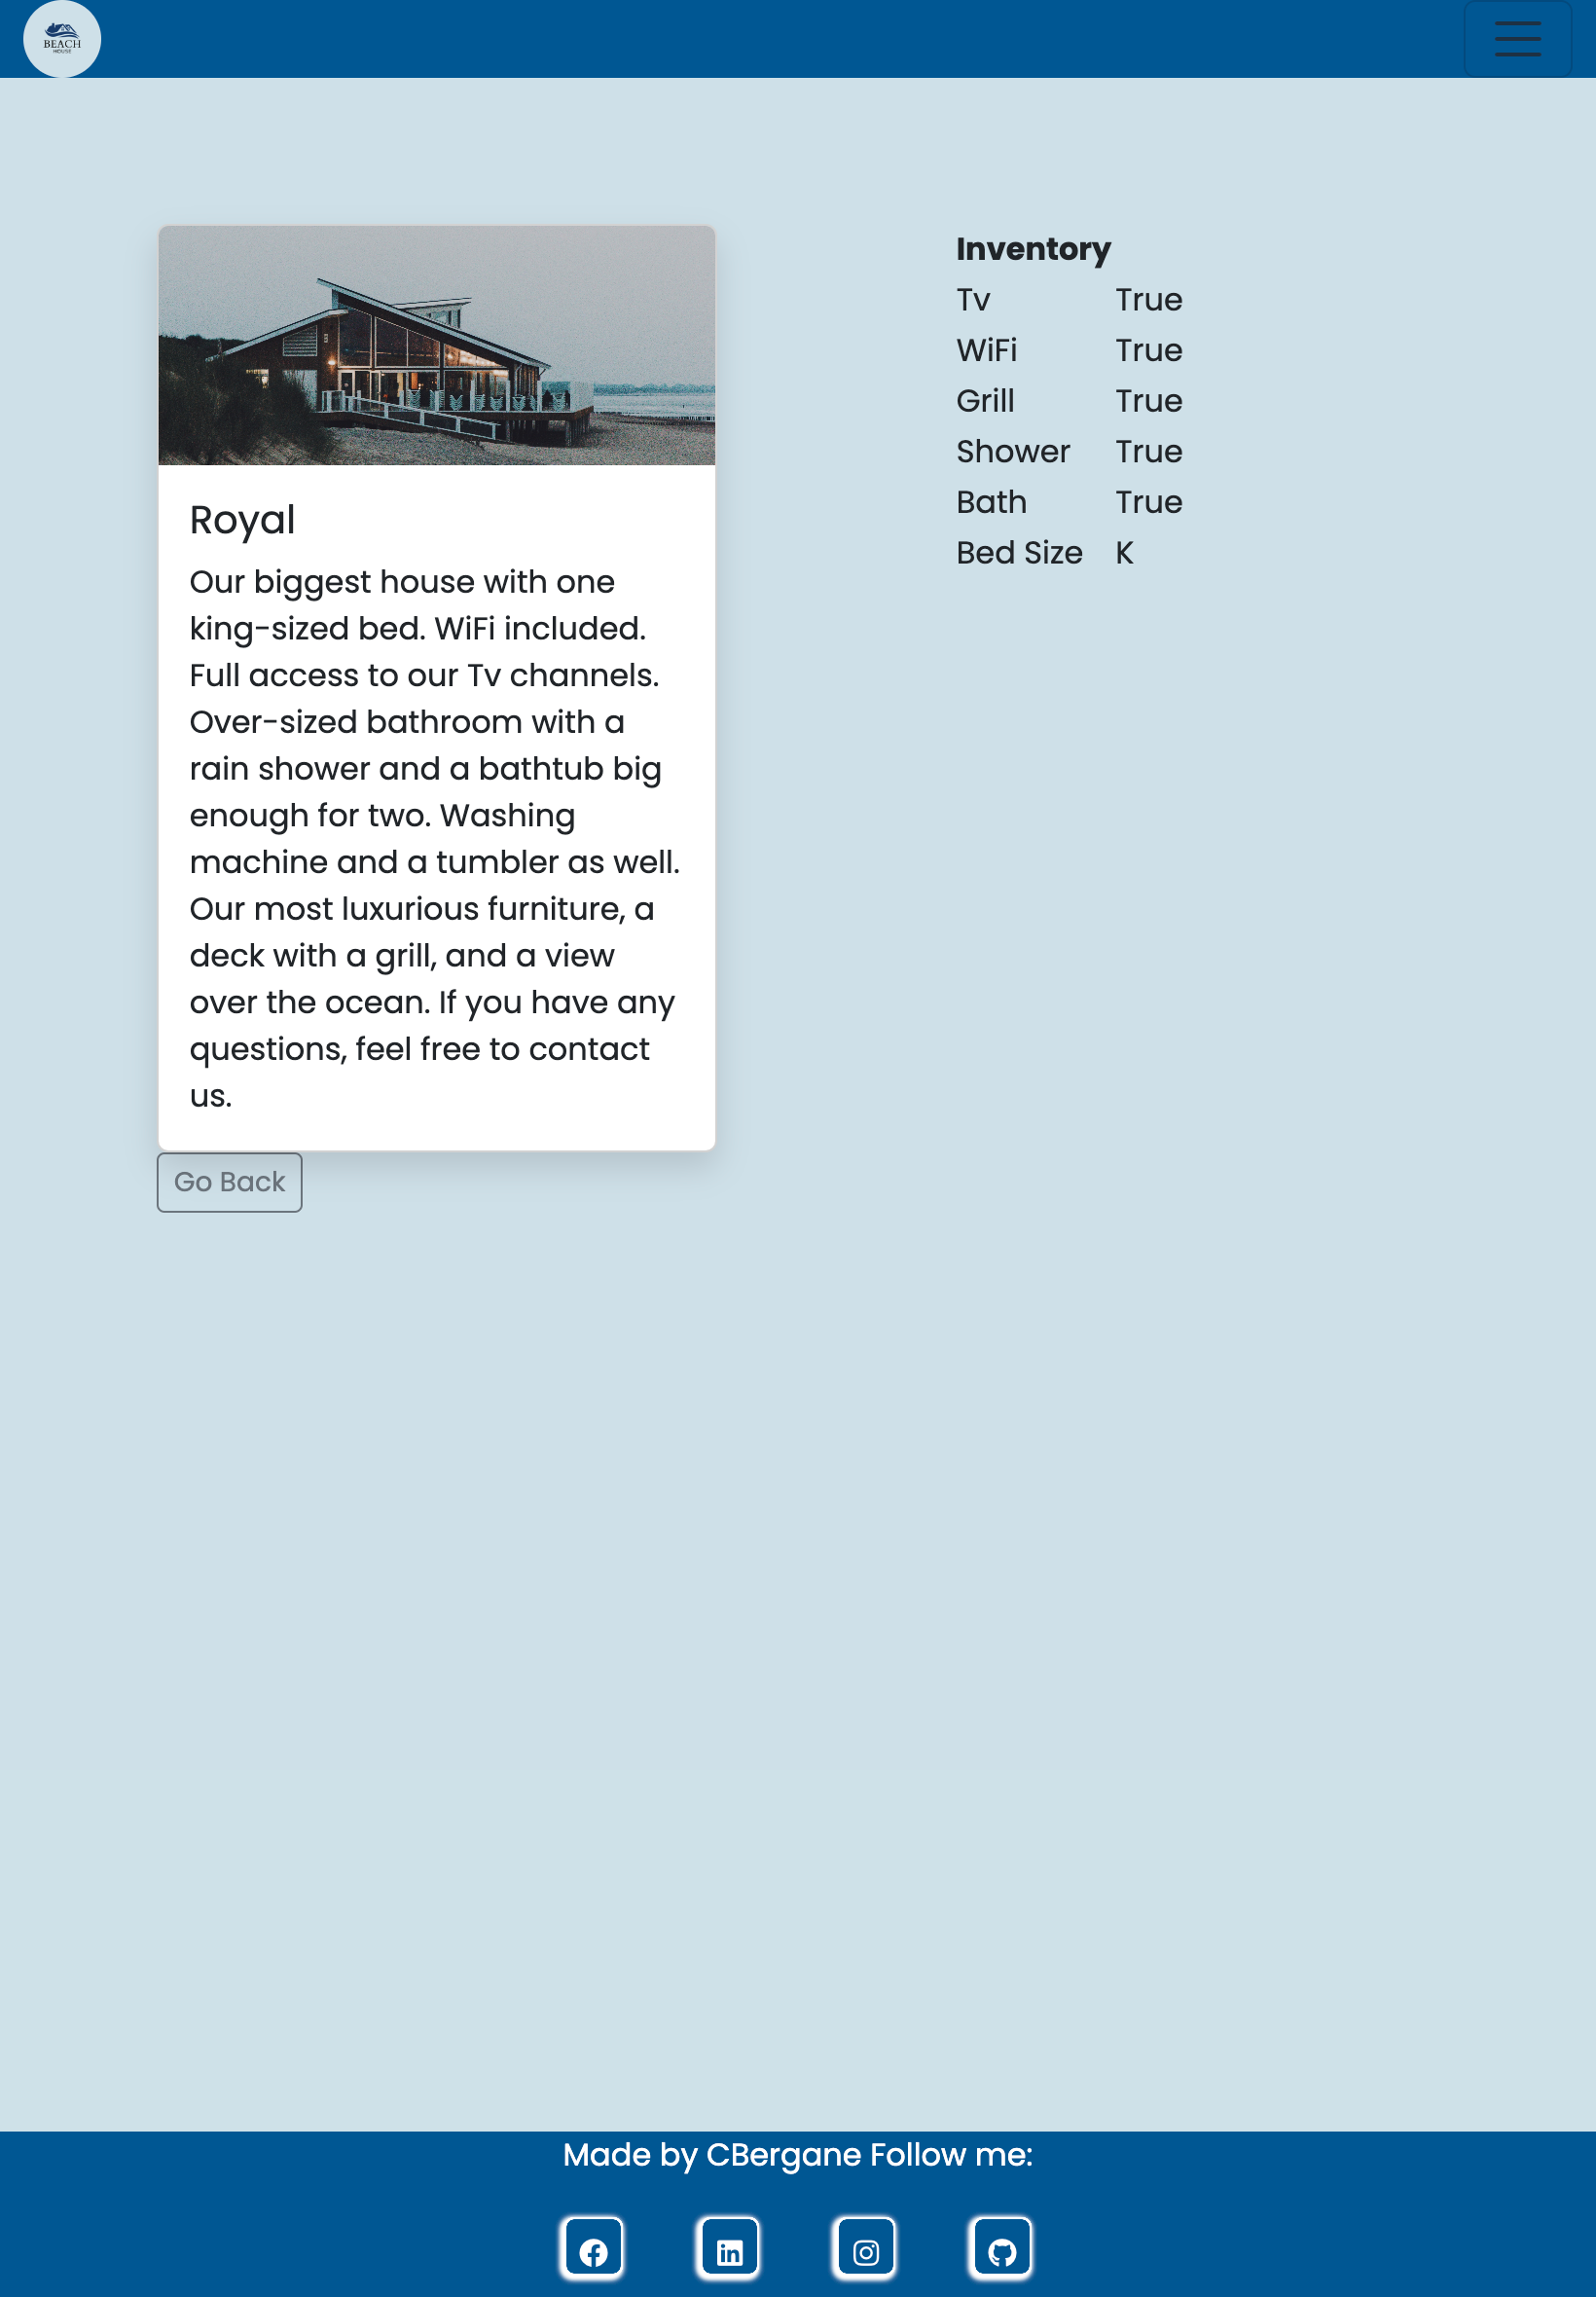 BEACH
HOUSE
Royal
Our biggest house with one
king-sized bed. WiFi included.
Full access to our Tv channels.
Over-sized bathroom with a
rain shower and a bathtub big
enough for two. Washing
machine and a tumbler as well.
Our most luxurious furniture, a
deck with a grill, and a view
over the ocean. If you have any
questions, feel free to contact
us.
Go Back
Inventory
Tv True
WiFi True
Grill True
Shower True
Bath True
Bed Size K
Made by CBergane Follow me: